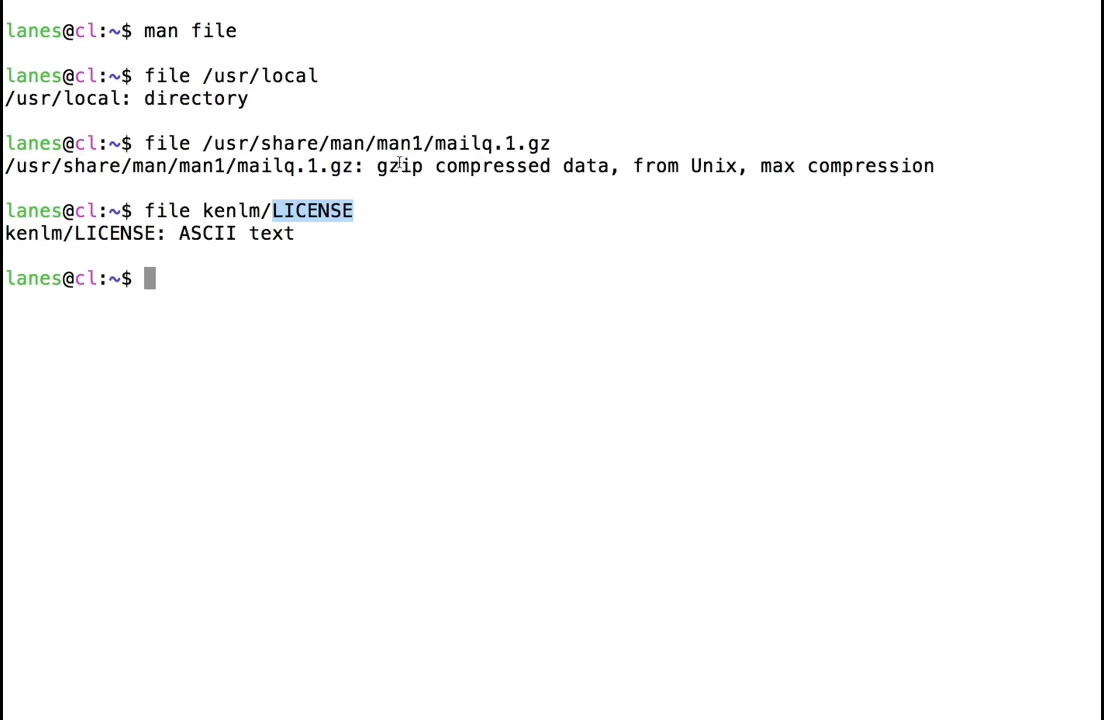 lanes@cl:~$ man file
lanes@cl:~$ file /usr/local
/usr/local: directory
lanes@cl:~$ file /usr/share/man/man1/mailq.1.gz
/usr/share/man/man1/mailq.1.gz: gzip compressed data, from Unix, max compression
lanes@cl:~$ file kenlm/LICENSE
kenlm/LICENSE: ASCII text
lanes@cl:~$